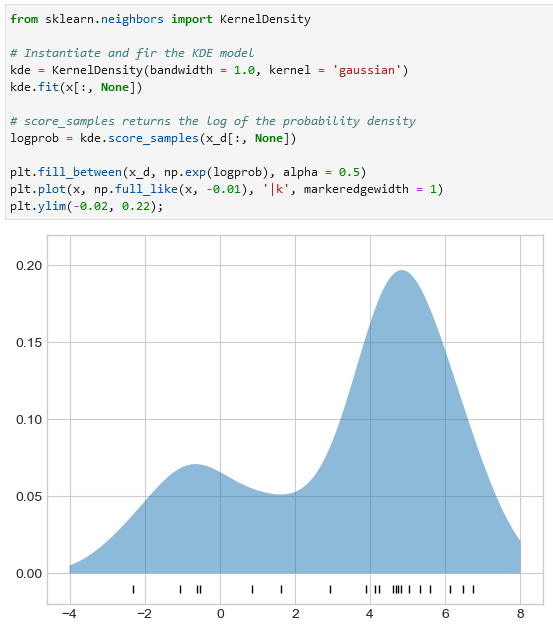 from sklearn.neighbors import KernelDensity
# Instantiate and fir the KDE model
kde = KernelDensity(bandwidth = 1.0, kernel = 'gaussian')
kde.fit(x[:, None])
# score_samples returns the log of the probability density
logprob = kde.score_samples(x_d[:, None])
plt.fill_between(x_d, np.exp(logprob), alpha = 0.5)
plt.plot(x, np.full_like(x, -0.01), '|k', markeredgewidth = 1)
plt.ylim(-0.02, 0.22);
0.20
0.15
0.10
0.05
0.00
−4 −2 0 2 4 6 8